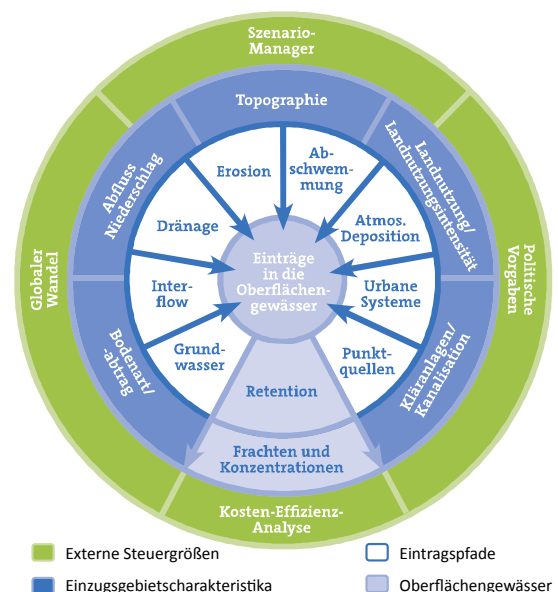 Szenario-
Manager
Topographie
Abfluss
Niederschlag
Landnutzung/
Landnutzungsintensität
Erosion
Ab-
schwem-
mung
Dränage
Atmos.
Deposition
Globaler
Wandel
Politische
Vorgaben
Einträge
in die
Oberflächen-
gewässer
Inter-
flow
Urbane
Systeme
Grund-
wasser
Punkt-
quellen
Bodenart/
-abtrag
Kläranlagen/
Kanalisation
Retention
Frachten und
Konzentrationen
Kosten-Effizienz-
Analyse
Externe Steuergrößen
Eintragspfade
Einzugsgebietscharakteristika
Oberflächengewässer